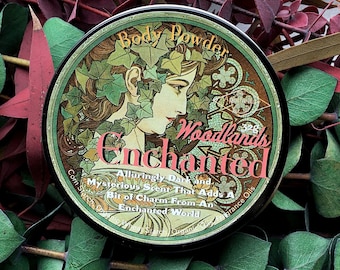 Body Powder
Woodlands
Enchanted
Alluringly Dark and
Mysterious Scent That Adds A
Bit of Charm From An
Enchanted World